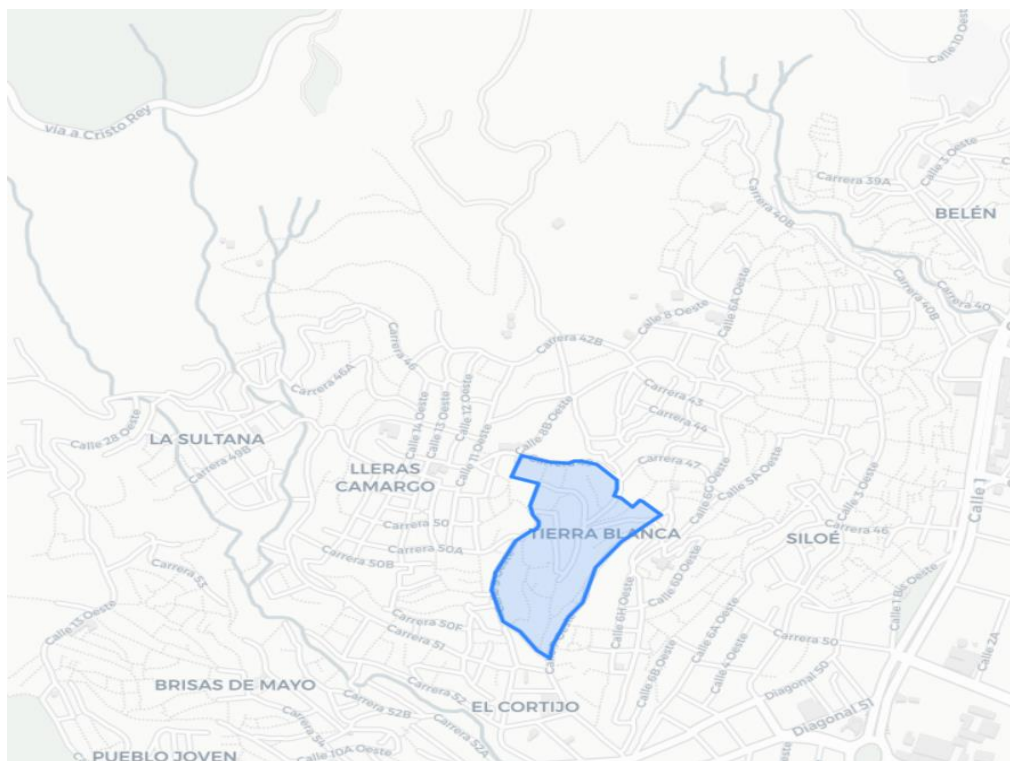 Calle 10 Oeste
vía a Cristo Rey
Calle 3 Oeste
Carrera 39A
Carrera 40B
BELÉN
Carrera 40
Carrera 40B
Calle 6A Oeste
Calle 8 Oeste
Carrera 42B
Carrera 46
Carrera 46A
Calle 14 Oeste
Calle 13 Oeste
Calle 12 Oeste
Calle 11 Oeste
Calle 8B Oeste
Carrera 43
Carrera 44
Calle 28 Oeste
LA SULTANA
Carrera 49B
LLERAS
CAMARGO
Carrera 47
Calle 6C Oeste
Calle 5A Oeste
Calle 3 Oeste
Calle 1
Carrera 50
TIERRA BLANCA
SILOÉ
Carrera 46
Carrera 50A
Carrera 50B
Carrera 53
Calle 6D Oeste
Calle 6H Oeste
Calle 1 Bis Oeste
Calle 13 Oeste
Carrera 50F
Carrera 51
Calle 6A Oeste
Carrera 50
Calle 2A
Calle 6B Oeste
Calle 4 Oeste
Diagonal 50
BRISAS DE MAYO
Carrera 52
EL CORTIJO
Carrera 52B
Diagonal 51
Carrera 54
Carrera 52A
PUEBLO JOVEN
Calle 10A Oeste